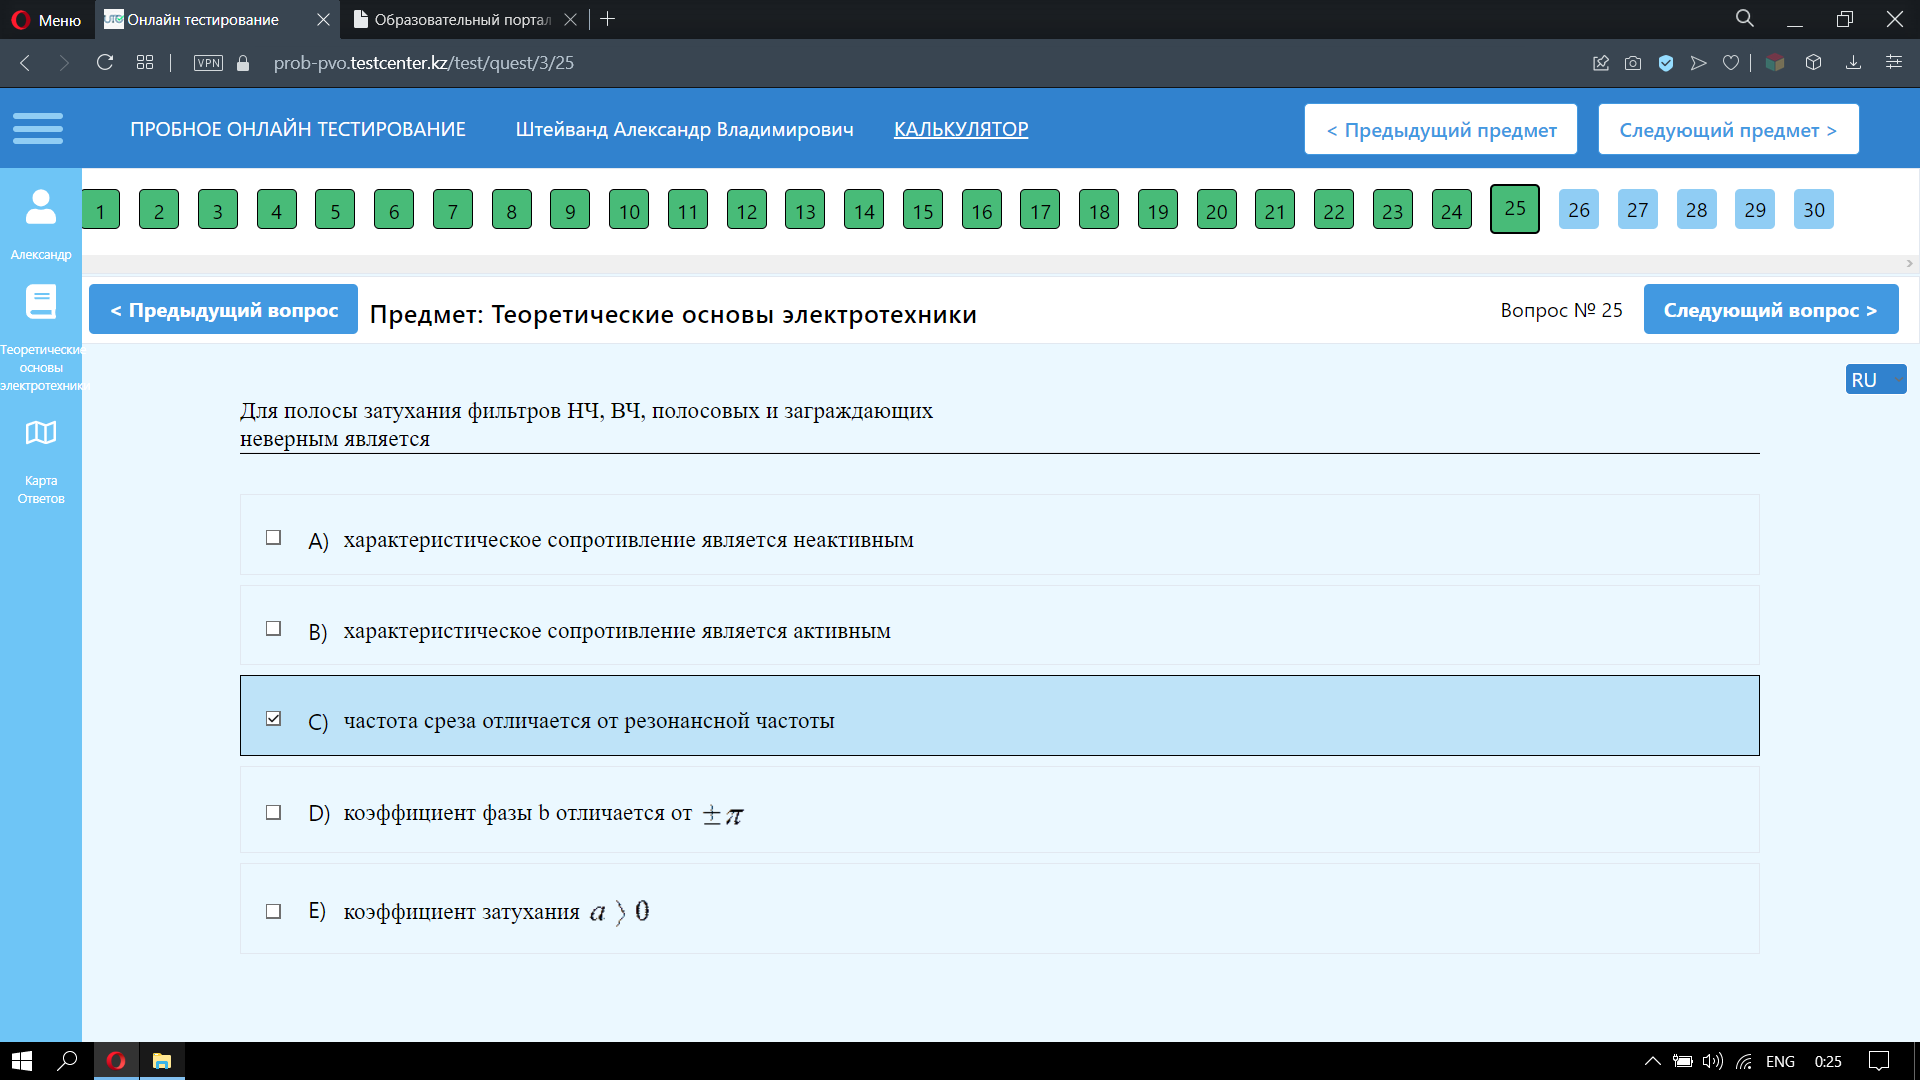 Меню
Онлайн тестирование
Образовательный портал
VPN
prob-pvo.testcenter.kz/test/quest/3/25
ПРОБНОЕ ОНЛАЙН ТЕСТИРОВАНИЕ
Штейванд Александр Владимирович
КАЛЬКУЛЯТОР
< Предыдущий предмет
Следующий предмет >
1 2 3 4 5 6 7 8 9 10 11 12 13 14 15 16 17 18 19 20 21 22 23 24 25 26 27 28 29 30
Александр
Теоретические
основы
электротехники
Карта
Ответов
< Предыдущий вопрос
Предмет: Теоретические основы электротехники
Вопрос № 25
Следующий вопрос >
RU
Для полосы затухания фильтров НЧ, ВЧ, полосовых и заграждающих
неверным является
A) характеристическое сопротивление является неактивным
B) характеристическое сопротивление является активным
C) частота среза отличается от резонансной частоты
D) коэффициент фазы b отличается от ±π
E) коэффициент затухания a 〉 0
ENG
0:25